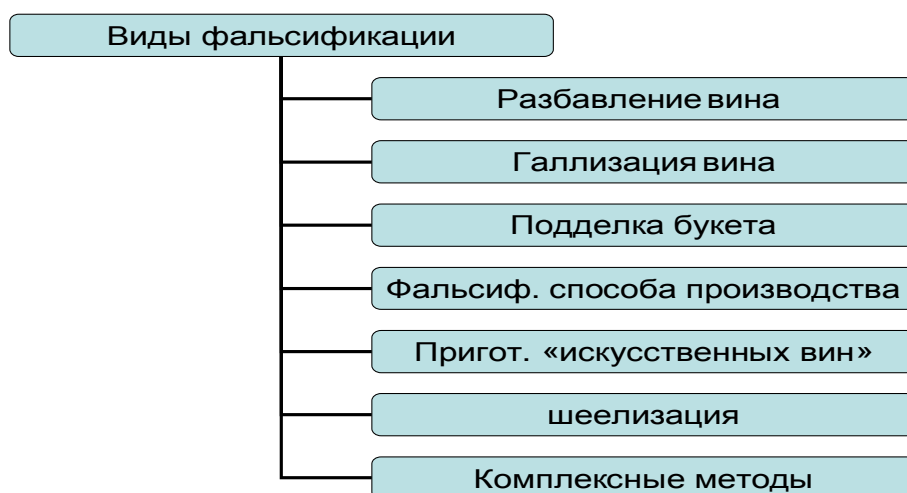 Виды фальсификации
Разбавление вина
Галлизация вина
Подделка букета
Фальсиф. способа производства
Пригот. «искусственных вин»
шеелизация
Комплексные методы